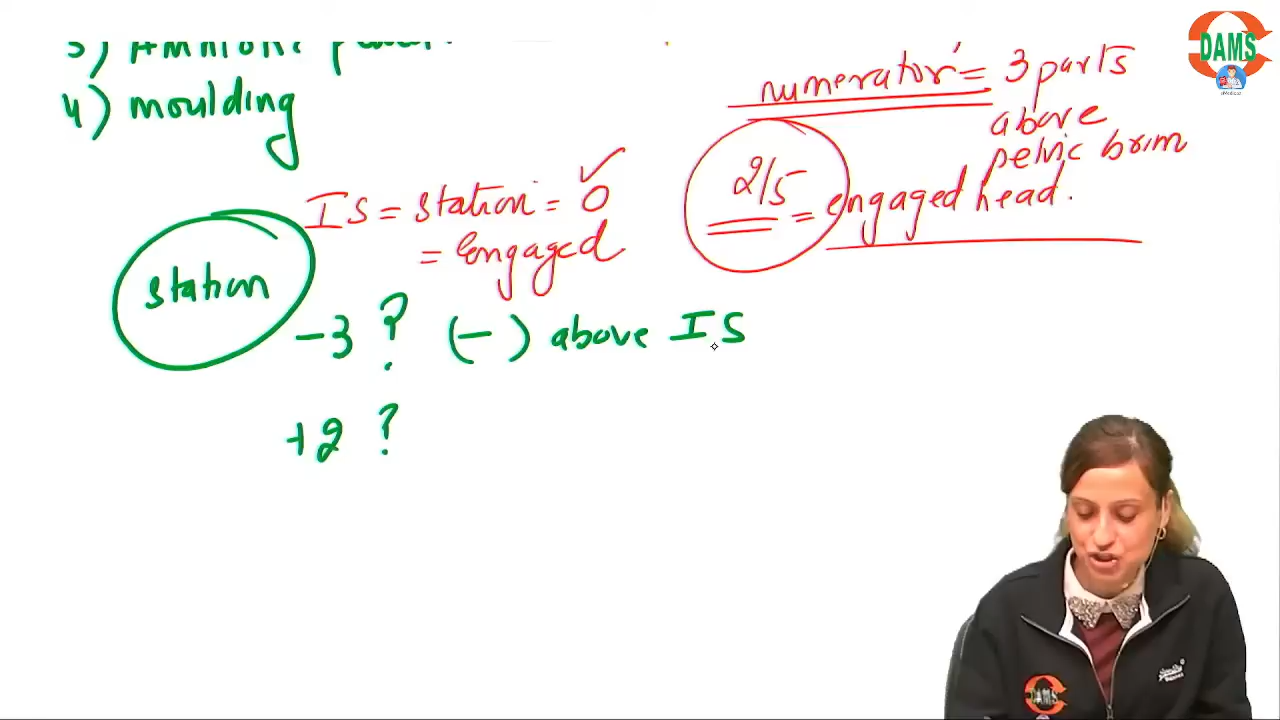 4) moulding
numerator = 3 parts
above
pelvic brim
2/5 = engaged head.
IS = station = 0
= engaged
station
-3 ? (-) above IS
+2 ?
DAMS
DAMS